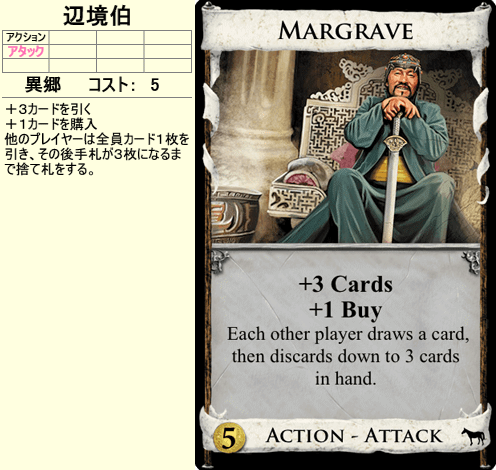 辺境伯
アクション
アタック
異郷 コスト： 5
＋３カードを引く
＋１カードを購入
他のプレイヤーは全員カード１枚を
引き、その後手札が３枚になるま
で捨て札をする。
MARGRAVE
+3 Cards
+1 Buy
Each other player draws a card,
then discards down to 3 cards
in hand.
5 ACTION - ATTACK